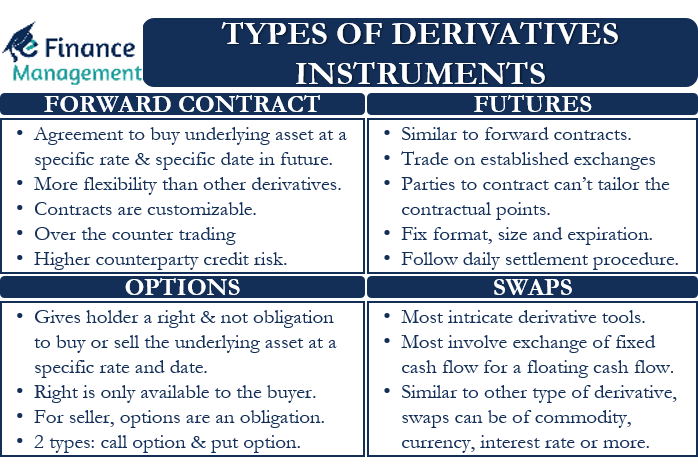 e Finance
Management
TYPES OF DERIVATIVES
INSTRUMENTS
FORWARD CONTRACT
• Agreement to buy underlying asset at a
specific rate & specific date in future.
• More flexibility than other derivatives.
• Contracts are customizable.
• Over the counter trading
• Higher counterparty credit risk.
FUTURES
• Similar to forward contracts.
• Trade on established exchanges
• Parties to contract can't tailor the
contractual points.
• Fix format, size and expiration.
• Follow daily settlement procedure.
OPTIONS
• Gives holder a right & not obligation
to buy or sell the underlying asset at a
specific rate and date.
• Right is only available to the buyer.
• For seller, options are an obligation.
• 2 types: call option & put option.
SWAPS
• Most intricate derivative tools.
• Most involve exchange of fixed
cash flow for a floating cash flow.
• Similar to other type of derivative,
swaps can be of commodity,
currency, interest rate or more.